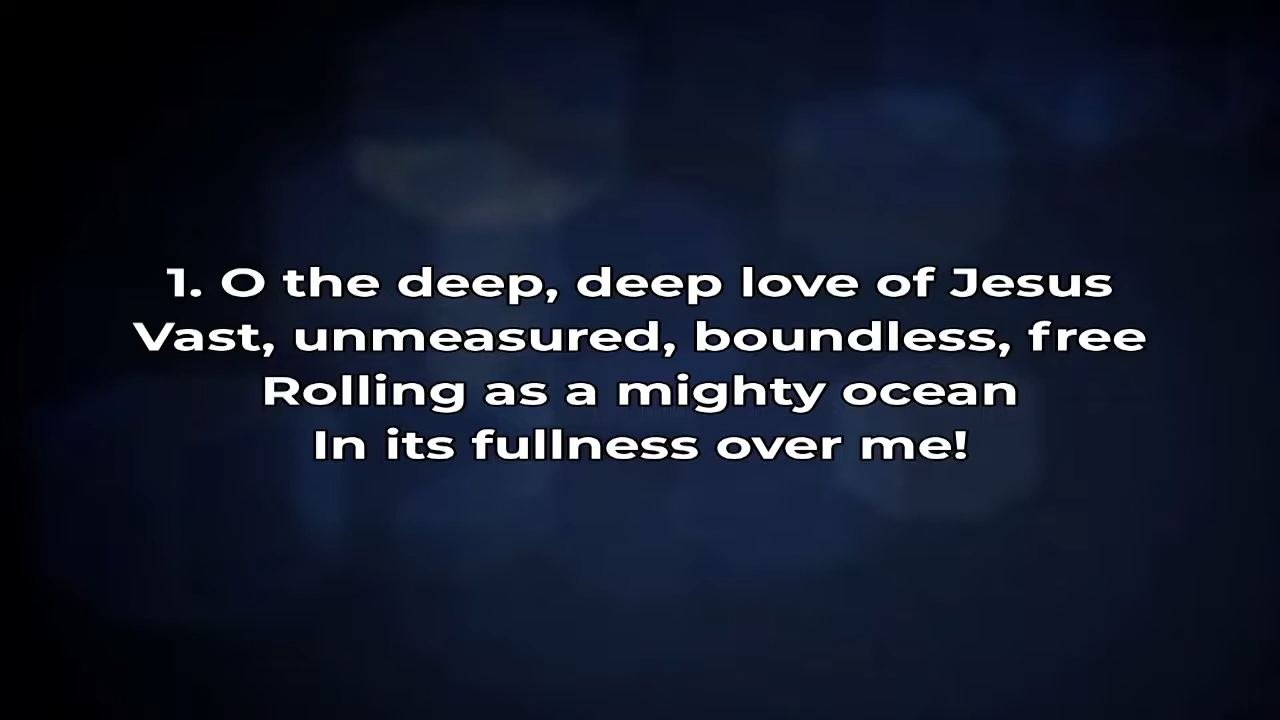 1. O the deep, deep love of Jesus
Vast, unmeasured, boundless, free
Rolling as a mighty ocean
In its fullness over me!